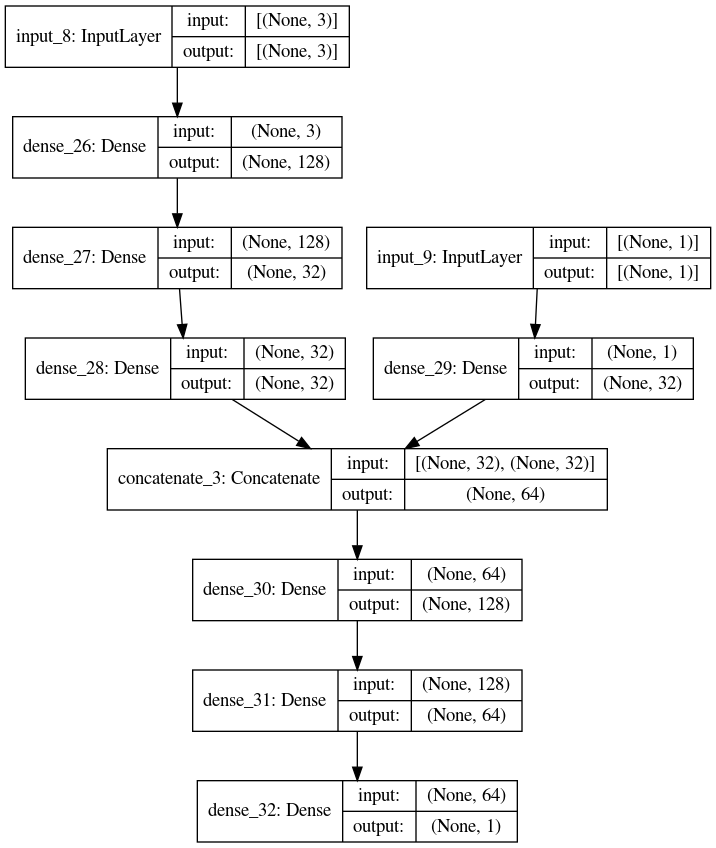 input_8: InputLayer
input: [(None, 3)]
output: [(None, 3)]
dense_26: Dense
input: (None, 3)
output: (None, 128)
dense_27: Dense
input: (None, 128)
output: (None, 32)
input_9: InputLayer
input: [(None, 1)]
output: [(None, 1)]
dense_28: Dense
input: (None, 32)
output: (None, 32)
dense_29: Dense
input: (None, 1)
output: (None, 32)
concatenate_3: Concatenate
input: [(None, 32), (None, 32)]
output: (None, 64)
dense_30: Dense
input: (None, 64)
output: (None, 128)
dense_31: Dense
input: (None, 128)
output: (None, 64)
dense_32: Dense
input: (None, 64)
output: (None, 1)